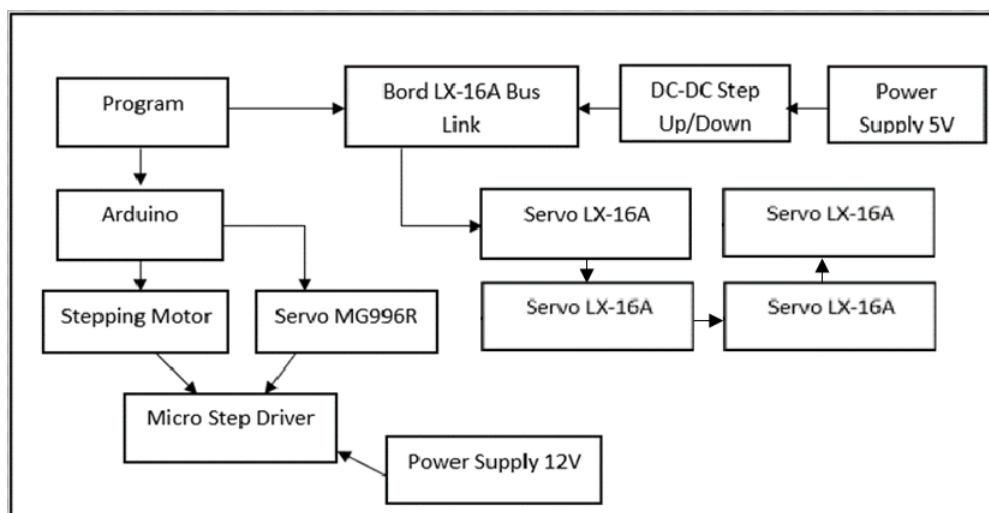 Program
Bord LX-16A Bus
Link
DC-DC Step
Up/Down
Power
Supply 5V
Arduino
Servo LX-16A
Servo LX-16A
Stepping Motor
Servo MG996R
Servo LX-16A
Servo LX-16A
Micro Step Driver
Power Supply 12V